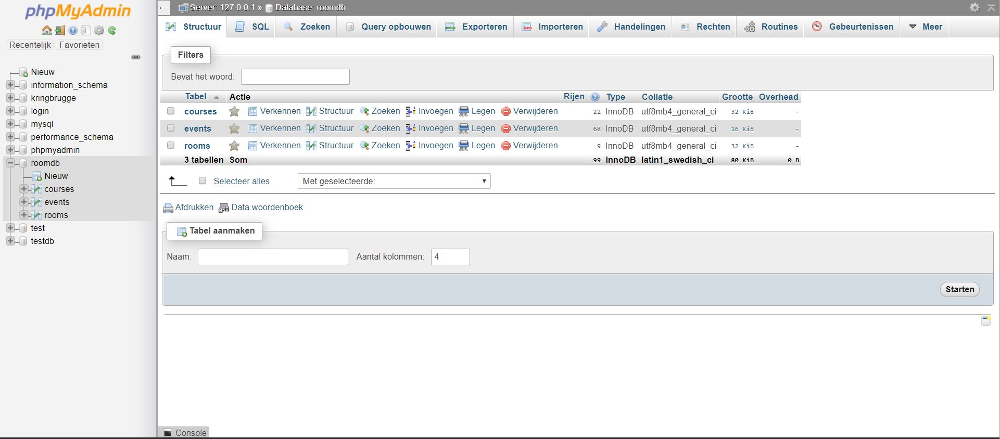 phpMyAdmin
Recentelijk Favorieten
Nieuw
information_schema
kringbrugge
login
mysql
performance_schema
phpmyadmin
roomdb
Nieuw
courses
events
rooms
test
testdb
Server: 127.0.0.1 » Database: roomdb
Structuur SQL Zoeken Query opbouwen Exporteren Importeren Handelingen Rechten Routines Gebeurtenissen Meer
Filters
Bevat het woord:
Tabel Actie Rijen Type Collatie Grootte Overhead
courses Verkennen Structuur Zoeken Invoegen Legen Verwijderen 22 InnoDB utf8mb4_general_ci 32 KiB -
events Verkennen Structuur Zoeken Invoegen Legen Verwijderen 68 InnoDB utf8mb4_general_ci 16 KiB -
rooms Verkennen Structuur Zoeken Invoegen Legen Verwijderen 9 InnoDB utf8mb4_general_ci 32 KiB -
3 tabellen Som 99 InnoDB latin1_swedish_ci 80 KiB 0 B
Selecteer alles Met geselecteerde:
Afdrukken Data woordenboek
Tabel aanmaken
Naam: Aantal kolommen: 4
Starten
Console